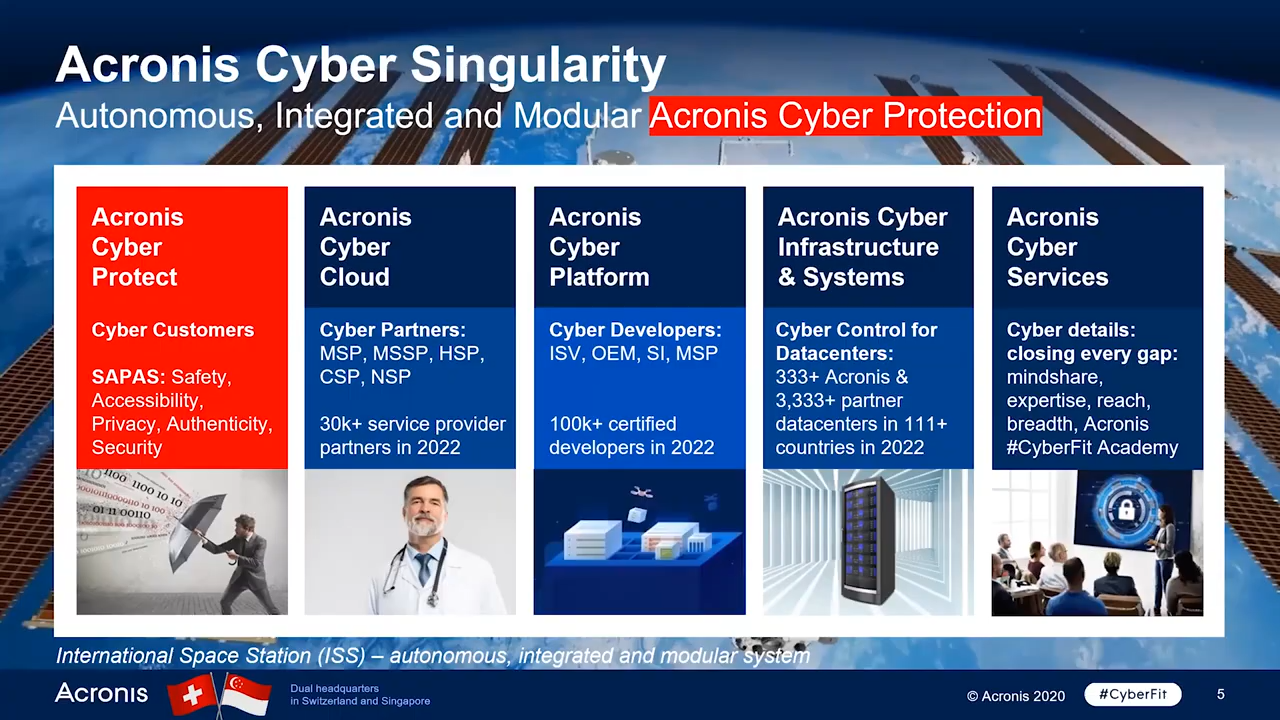 Acronis Cyber Singularity
Autonomous, Integrated and Modular Acronis Cyber Protection
Acronis
Cyber
Protect
Cyber Customers
SAPAS: Safety,
Accessibility,
Privacy, Authenticity,
Security
Acronis
Cyber
Cloud
Cyber Partners:
MSP, MSSP, HSP,
CSP, NSP
30k+ service provider
partners in 2022
Acronis
Cyber
Platform
Cyber Developers:
ISV, OEM, SI, MSP
100k+ certified
developers in 2022
Acronis Cyber
Infrastructure
& Systems
Cyber Control for
Datacenters:
333+ Acronis &
3,333+ partner
datacenters in 111+
countries in 2022
Acronis
Cyber
Services
Cyber details:
closing every gap:
mindshare,
expertise, reach,
breadth, Acronis
#CyberFit Academy
International Space Station (ISS) – autonomous, integrated and modular system
Acronis
Dual headquarters
in Switzerland and Singapore
© Acronis 2020
#CyberFit
5